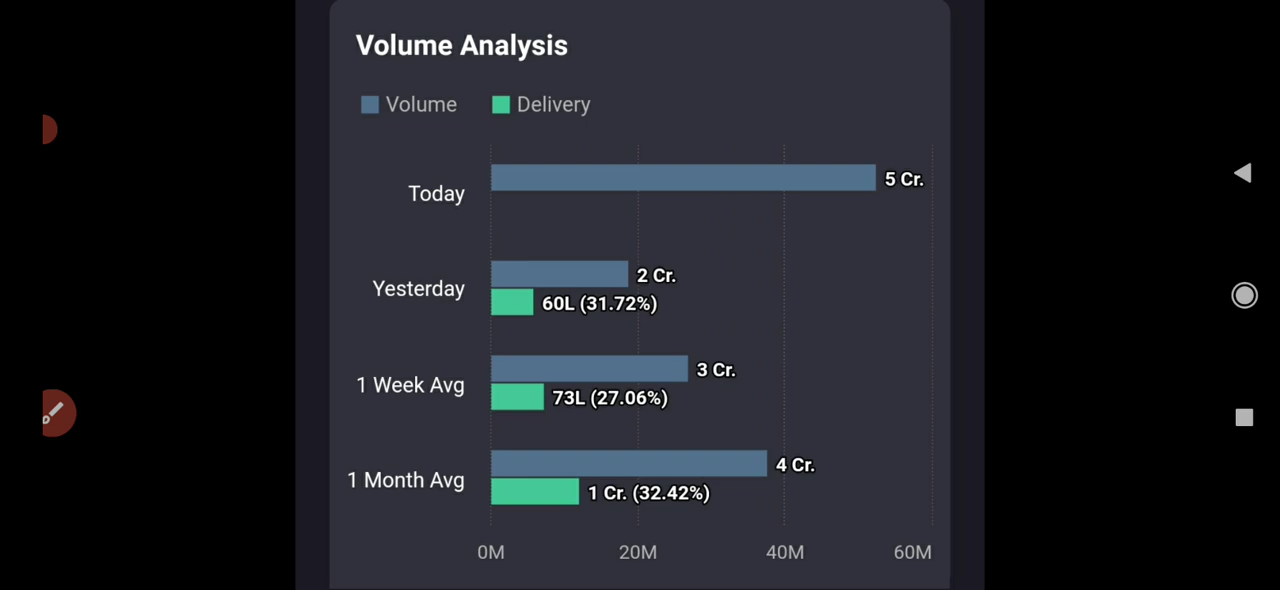 Volume Analysis
Volume Delivery
Today 5 Cr.
Yesterday 2 Cr.
60L (31.72%)
1 Week Avg 3 Cr.
73L (27.06%)
1 Month Avg 4 Cr.
1 Cr. (32.42%)
0M 20M 40M 60M